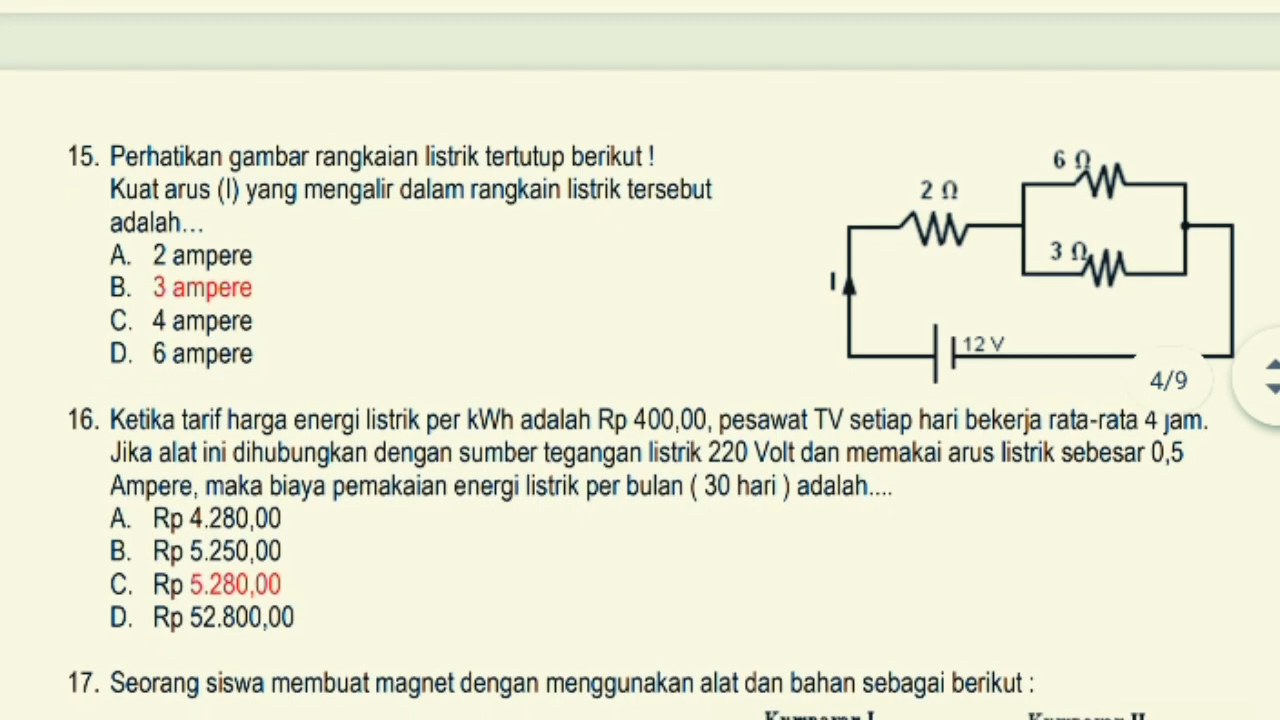 15. Perhatikan gambar rangkaian listrik tertutup berikut !
Kuat arus (I) yang mengalir dalam rangkain listrik tersebut
adalah...
A. 2 ampere
B. 3 ampere
C. 4 ampere
D. 6 ampere
6 Ω
2 Ω
3 Ω
I
12 V
4/9
16. Ketika tarif harga energi listrik per kWh adalah Rp 400,00, pesawat TV setiap hari bekerja rata-rata 4 jam.
Jika alat ini dihubungkan dengan sumber tegangan listrik 220 Volt dan memakai arus listrik sebesar 0,5
Ampere, maka biaya pemakaian energi listrik per bulan ( 30 hari ) adalah....
A. Rp 4.280,00
B. Rp 5.250,00
C. Rp 5.280,00
D. Rp 52.800,00
17. Seorang siswa membuat magnet dengan menggunakan alat dan bahan sebagai berikut :